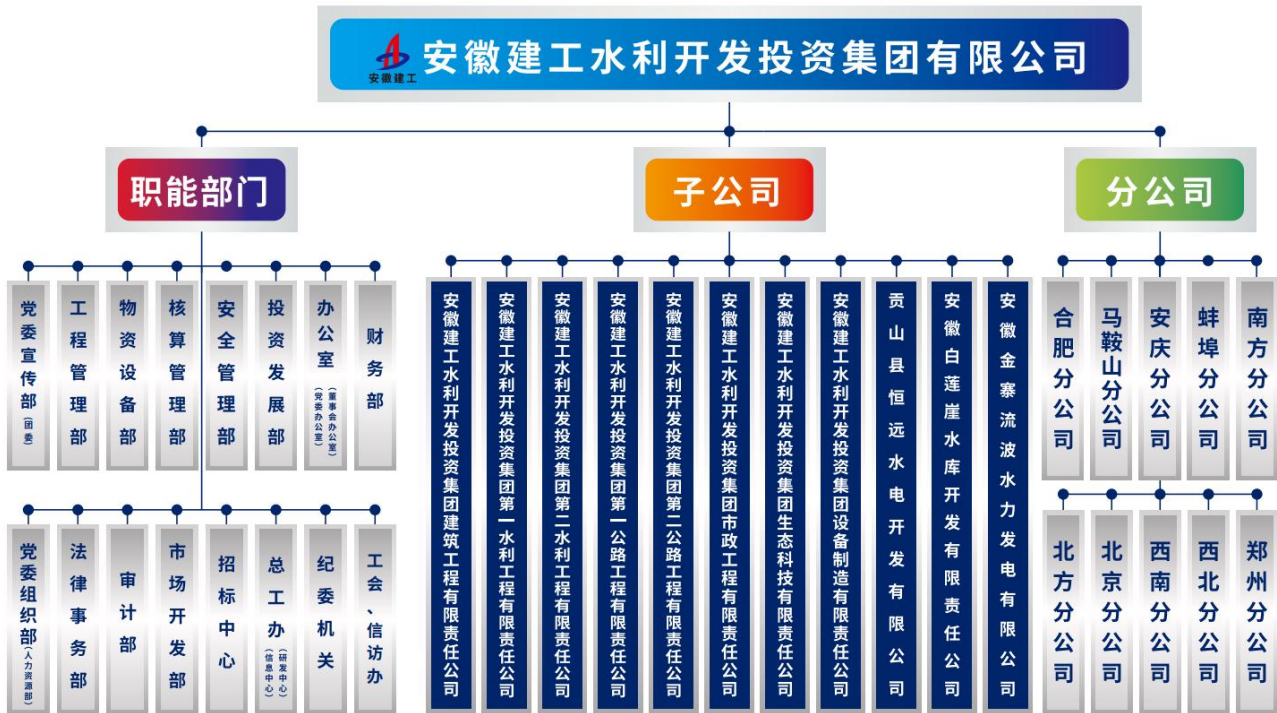 安徽建工
安徽建工水利开发投资集团有限公司
职能部门
子公司
分公司
党委宣传部(团委)
工程管理部
物资设备部
核算管理部
安全管理部
投资发展部
办公室(董事会办公室)(党委办公室)
财务部
党委组织部(人力资源部)
法律事务部
审计部
市场开发部
招标中心
总工办(研发中心)(信息中心)
纪委机关
工会、信访办
安徽建工水利开发投资集团建筑工程有限责任公司
安徽建工水利开发投资集团第一水利工程有限责任公司
安徽建工水利开发投资集团第二水利工程有限责任公司
安徽建工水利开发投资集团第一公路工程有限责任公司
安徽建工水利开发投资集团第二公路工程有限责任公司
安徽建工水利开发投资集团市政工程有限责任公司
安徽建工水利开发投资集团生态科技有限责任公司
安徽建工水利开发投资集团设备制造有限责任公司
贡山县恒远水电开发有限公司
安徽白莲崖水库开发有限责任公司
安徽金寨流波水力发电有限公司
合肥分公司
马鞍山分公司
安庆分公司
蚌埠分公司
南方分公司
北方分公司
北京分公司
西南分公司
西北分公司
郑州分公司